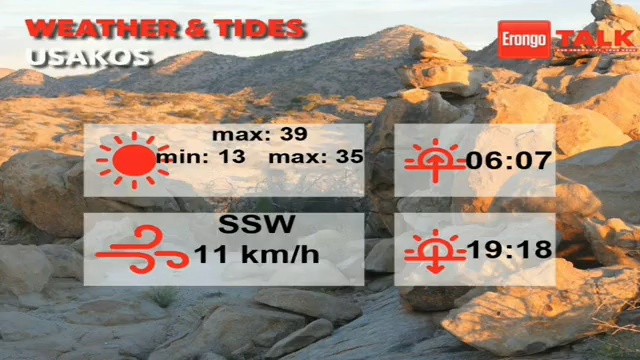 WEATHER & TIDES
USAKOS
Erongo TALK
max: 39
min: 13 max: 35
06:07
SSW
11 km/h
19:18